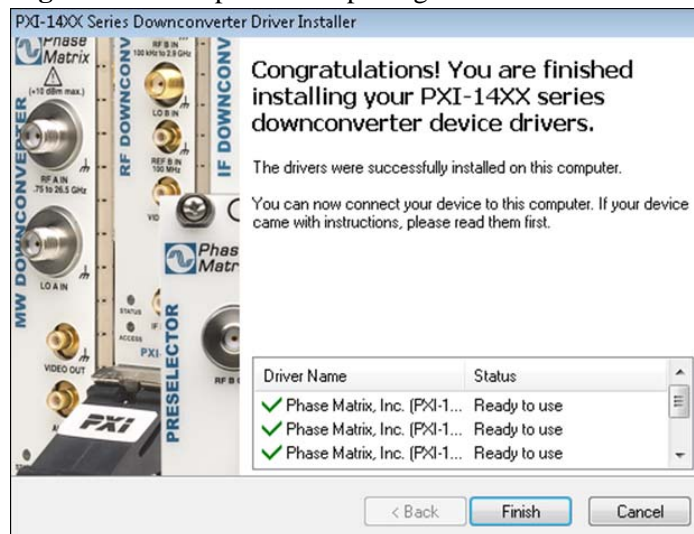 PXI-14XX Series Downconverter Driver Installer
Phase
Matrix
(+10 dBm max.)
RF A IN
.75 to 26.5 GHz
LO A IN
MW DOWNCONVERTER
VIDEO OUT
PXI
RF B IN
100 kHz to 2.9 GHz
LO B IN
REF B IN
100 MHz
RF DOWNCONV
STATUS
ACCESS
PXI-
IF DOWNCONV
Phas
Matr
PRESELECTOR
RF B
Congratulations! You are finished
installing your PXI-14XX series
downconverter device drivers.
The drivers were successfully installed on this computer.
You can now connect your device to this computer. If your device
came with instructions, please read them first.
Driver Name Status
Phase Matrix, Inc. (PXI-1... Ready to use
Phase Matrix, Inc. (PXI-1... Ready to use
Phase Matrix, Inc. (PXI-1... Ready to use
< Back Finish Cancel